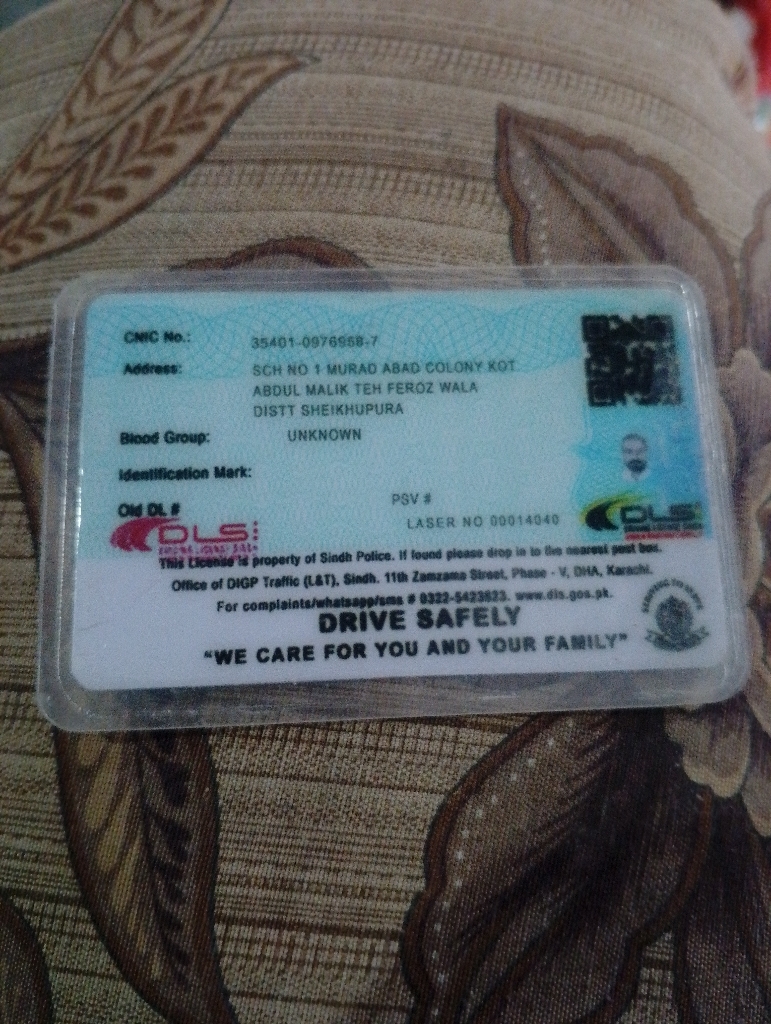 CNIC No.: 35401-0976958-7
Address: SCH NO 1 MURAD ABAD COLONY KOT
ABDUL MALIK TEH FEROZ WALA
DISTT SHEIKHUPURA
Blood Group: UNKNOWN
Identification Mark:
Old DL #
PSV #
LASER NO 00014040
DLS
DLS
This License is property of Sindh Police. If found please drop in to the nearest post box.
Office of DIGP Traffic (L&T), Sindh. 11th Zamzama Street, Phase - V, DHA, Karachi.
For complaints/whatsapp/sms # 0322-5423623. www.dls.gos.pk.
DRIVE SAFELY
"WE CARE FOR YOU AND YOUR FAMILY"